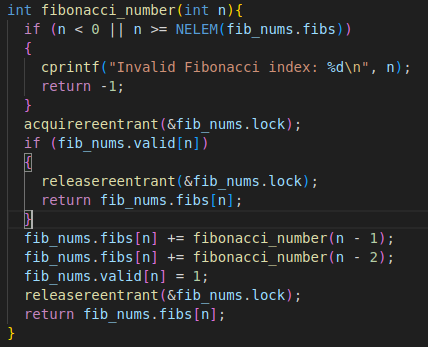 int fibonacci_number(int n){
  if (n < 0 || n >= NELEM(fib_nums.fibs))
  {
    cprintf("Invalid Fibonacci index: %d\n", n);
    return -1;
  }
  acquirereentrant(&fib_nums.lock);
  if (fib_nums.valid[n])
  {
    releasereentrant(&fib_nums.lock);
    return fib_nums.fibs[n];
  }
  fib_nums.fibs[n] += fibonacci_number(n - 1);
  fib_nums.fibs[n] += fibonacci_number(n - 2);
  fib_nums.valid[n] = 1;
  releasereentrant(&fib_nums.lock);
  return fib_nums.fibs[n];
}